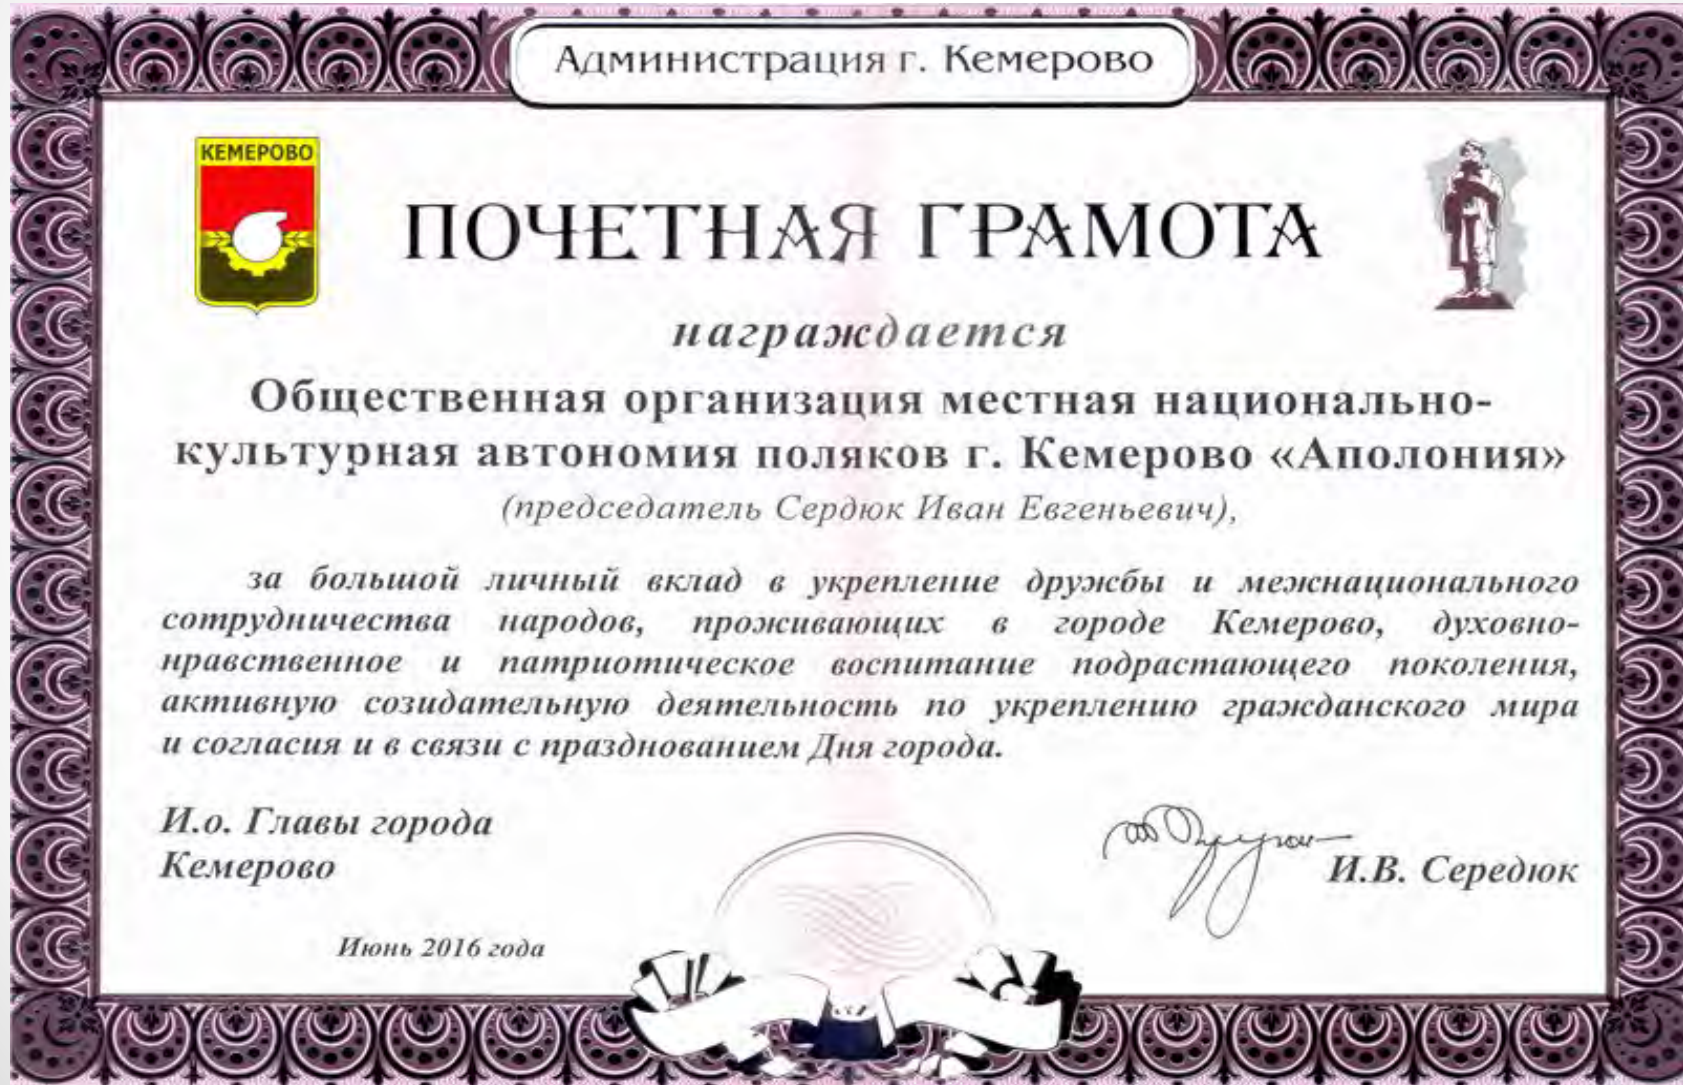 Администрация г. Кемерово
КЕМЕРОВО
ПОЧЕТНАЯ ГРАМОТА
награждается
Общественная организация местная национально-
культурная автономия поляков г. Кемерово «Аполония»
(председатель Сердюк Иван Евгеньевич),
за большой личный вклад в укрепление дружбы и межнационального
сотрудничества народов, проживающих в городе Кемерово, духовно-
нравственное и патриотическое воспитание подрастающего поколения,
активную созидательную деятельность по укреплению гражданского мира
и согласия и в связи с празднованием Дня города.
И.о. Главы города
Кемерово
И.В. Середюк
Июнь 2016 года